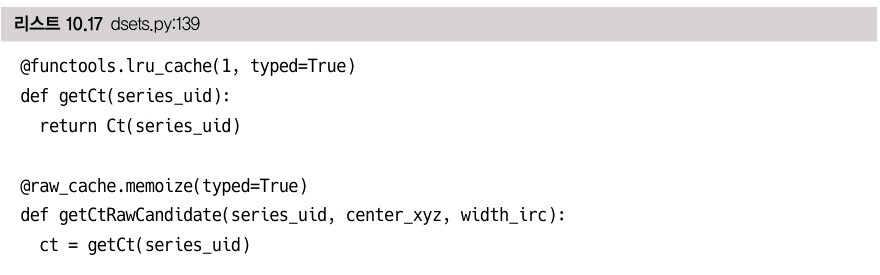 리스트 10.17 dsets.py:139
@functools.lru_cache(1, typed=True)
def getCt(series_uid):
  return Ct(series_uid)

@raw_cache.memoize(typed=True)
def getCtRawCandidate(series_uid, center_xyz, width_irc):
  ct = getCt(series_uid)